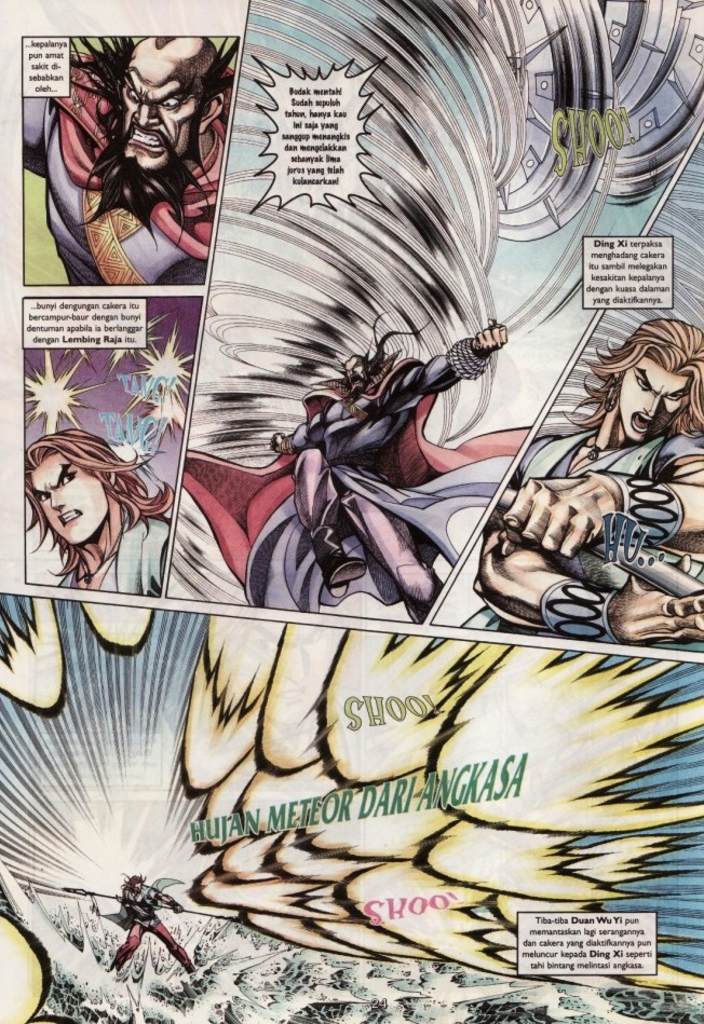 ...kepalanya
pun amat
sakit di-
sebabkan
oleh...
Budak mentah!
Sudah sepuluh
tahun, hanya kau
ini saja yang
sanggup menangkis
dan mengelakkan
sebanyak lima
jurus yang telah
kulancarkan!
SHOO!
Ding Xi terpaksa
menghadang cakera
itu sambil melegakan
kesakitan kepalanya
dengan kuasa dalaman
yang diaktifkannya.
...bunyi dengungan cakera itu
bercampur-baur dengan bunyi
dentuman apabila ia berlanggar
dengan Lembing Raja itu.
TANG!
TANG!
HU...
SHOO!
HUJAN METEOR DARI ANGKASA
SHOO!
Tiba-tiba Duan Wu Yi pun
memantaskan lagi serangannya
dan cakera yang diaktifkannya pun
meluncur kepada Ding Xi seperti
tahi bintang melintasi angkasa.
24